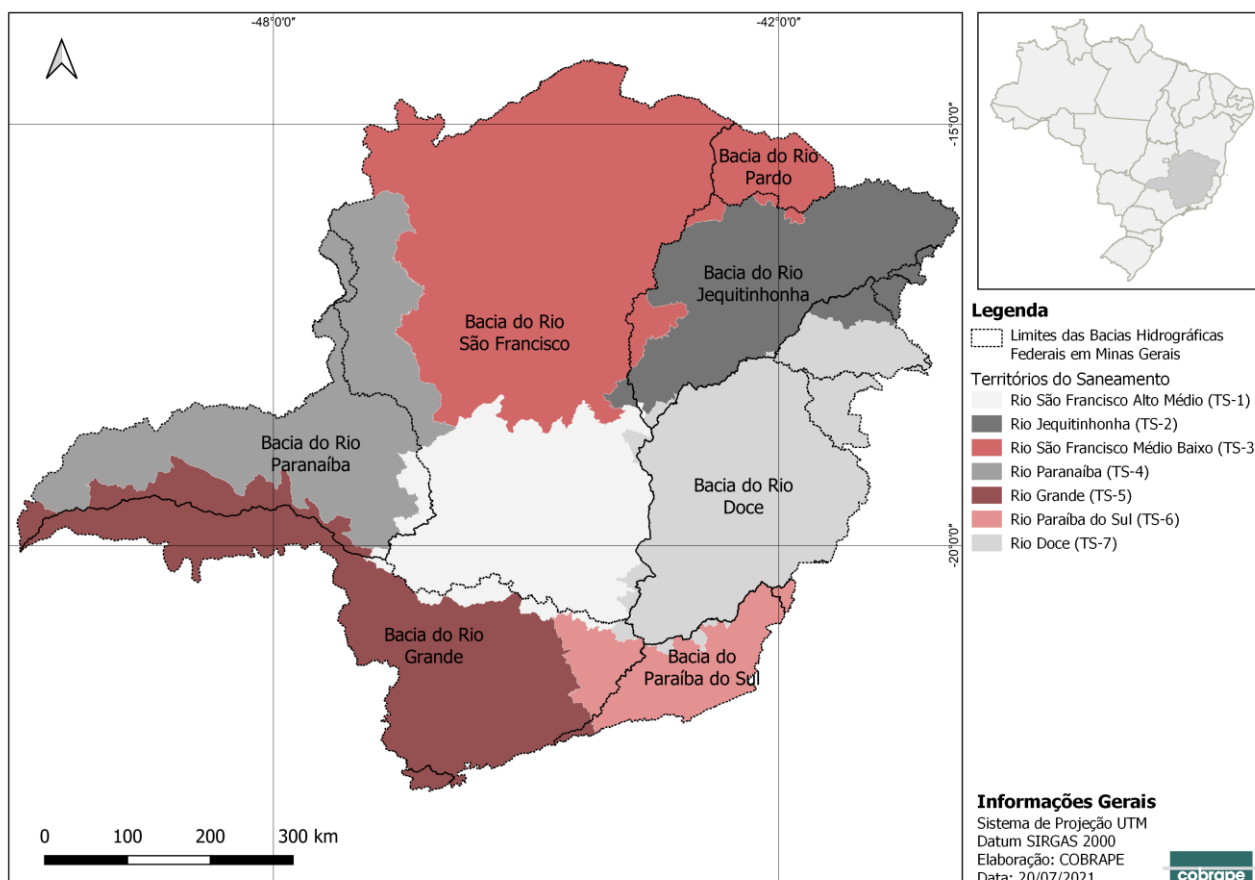 -48°0'0"
-42°0'0"
-15°0'0"
-20°0'0"
Bacia do Rio
Pardo
Bacia do Rio
Jequitinhonha
Bacia do Rio
São Francisco
Bacia do Rio
Paranaíba
Bacia do Rio
Doce
Bacia do Rio
Grande
Bacia do
Paraíba do Sul
0 100 200 300 km
Legenda
Limites das Bacias Hidrográficas
Federais em Minas Gerais
Territórios do Saneamento
Rio São Francisco Alto Médio (TS-1)
Rio Jequitinhonha (TS-2)
Rio São Francisco Médio Baixo (TS-3
Rio Paranaíba (TS-4)
Rio Grande (TS-5)
Rio Paraíba do Sul (TS-6)
Rio Doce (TS-7)
Informações Gerais
Sistema de Projeção UTM
Datum SIRGAS 2000
Elaboração: COBRAPE
Data: 20/07/2021
cobrape